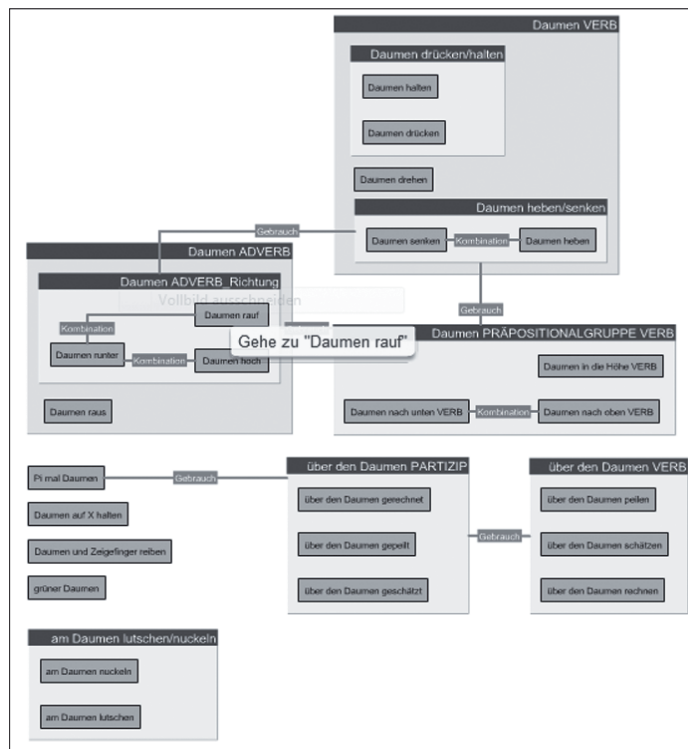 Daumen VERB
Daumen drücken/halten
Daumen halten
Daumen drücken
Daumen drehen
Daumen heben/senken
Daumen senken
Kombination
Daumen heben
Gebrauch
Daumen ADVERB
Daumen ADVERB_Richtung
Vollbild ausschneiden
Daumen rauf
Kombination
Daumen runter
Kombination
Daumen hoch
Daumen raus
Gehe zu "Daumen rauf"
Gebrauch
Daumen PRÄPOSITIONALGRUPPE VERB
Daumen in die Höhe VERB
Daumen nach unten VERB
Kombination
Daumen nach oben VERB
Pi mal Daumen
Gebrauch
Daumen auf X halten
Daumen und Zeigefinger reiben
grüner Daumen
über den Daumen PARTIZIP
über den Daumen gerechnet
über den Daumen gepeilt
über den Daumen geschätzt
Gebrauch
über den Daumen VERB
über den Daumen peilen
über den Daumen schätzen
über den Daumen rechnen
am Daumen lutschen/nuckeln
am Daumen nuckeln
am Daumen lutschen